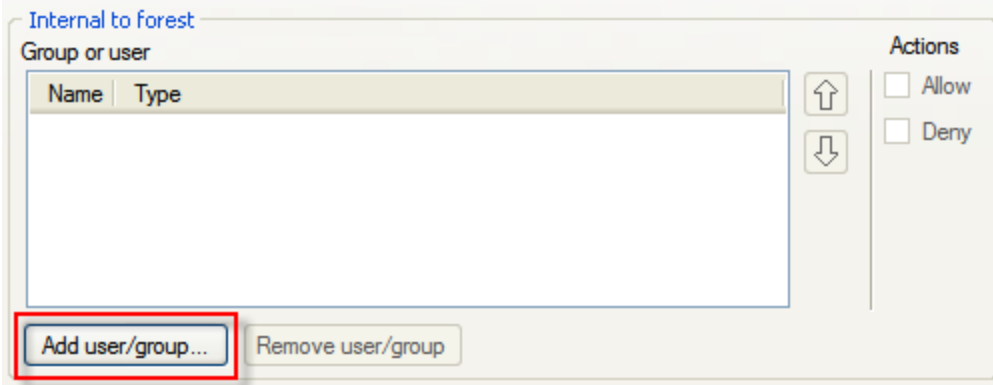 Internal to forest
Group or user
Actions
Name Type
Allow
Deny
Add user/group...
Remove user/group